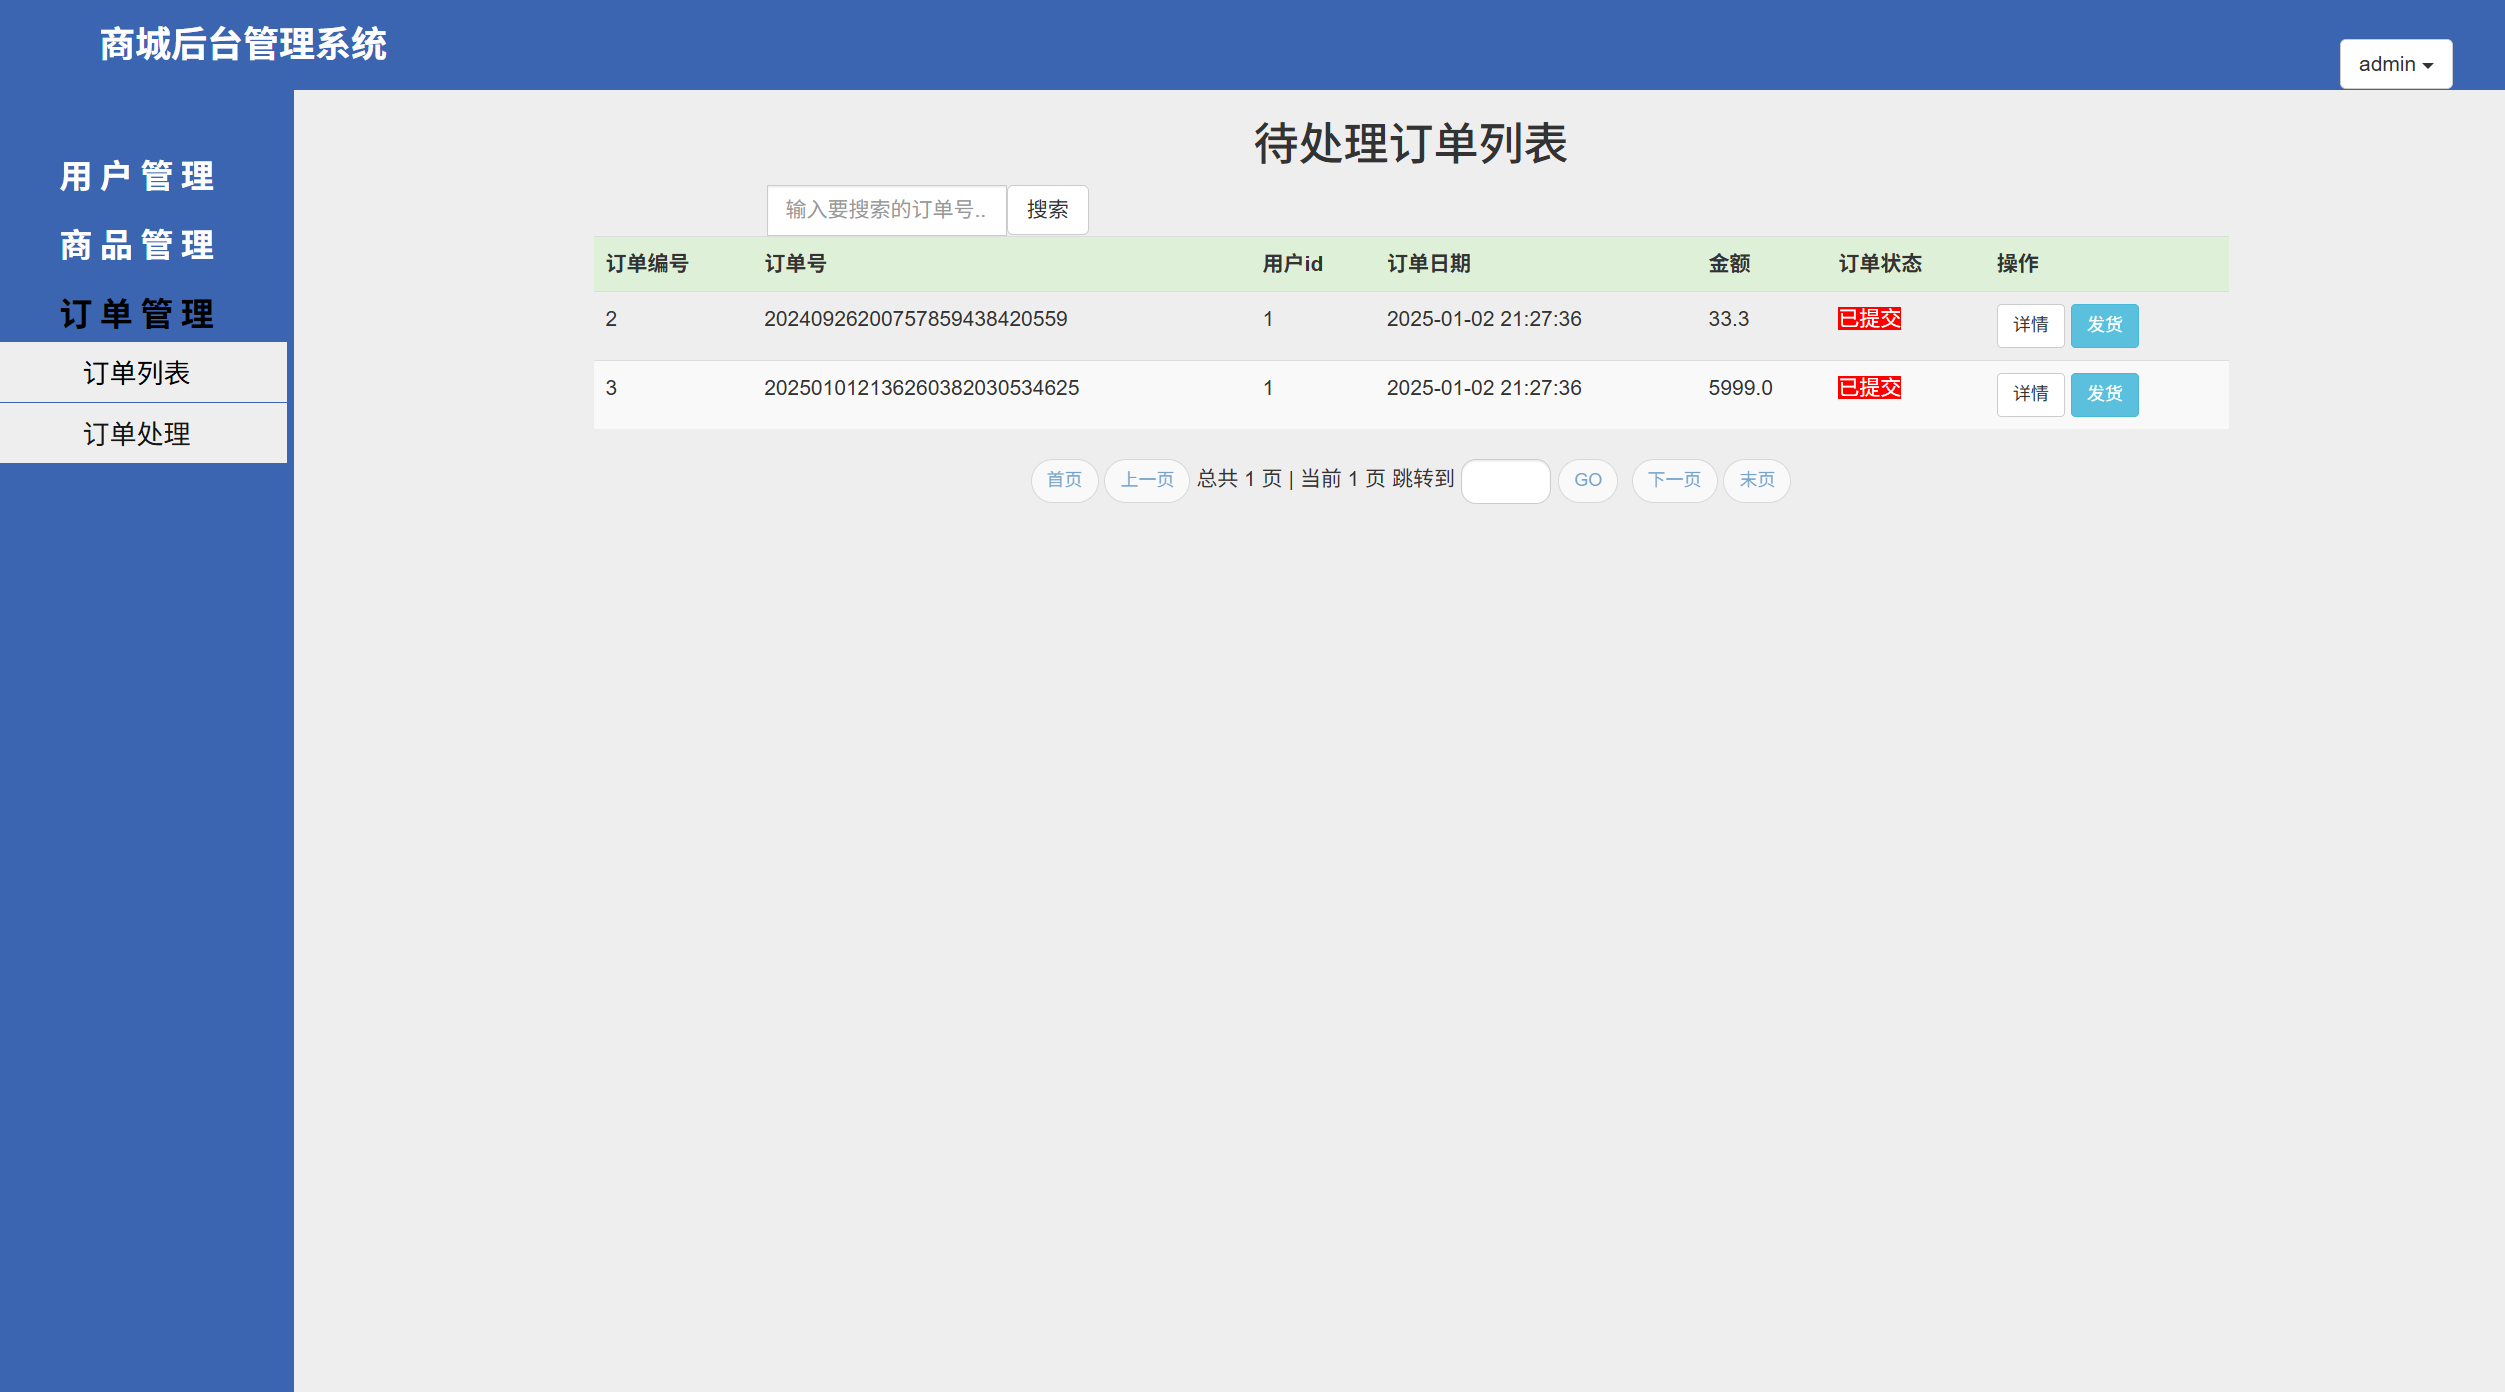 商城后台管理系统
admin
用户管理
商品管理
订单管理
订单列表
订单处理
待处理订单列表
输入要搜索的订单号.. 搜索
订单编号 订单号 用户id 订单日期 金额 订单状态 操作
2 20240926200757859438420559 1 2025-01-02 21:27:36 33.3 已提交 详情 发货
3 202501012136260382030534625 1 2025-01-02 21:27:36 5999.0 已提交 详情 发货
首页 上一页 总共 1 页 | 当前 1 页 跳转到 GO 下一页 末页